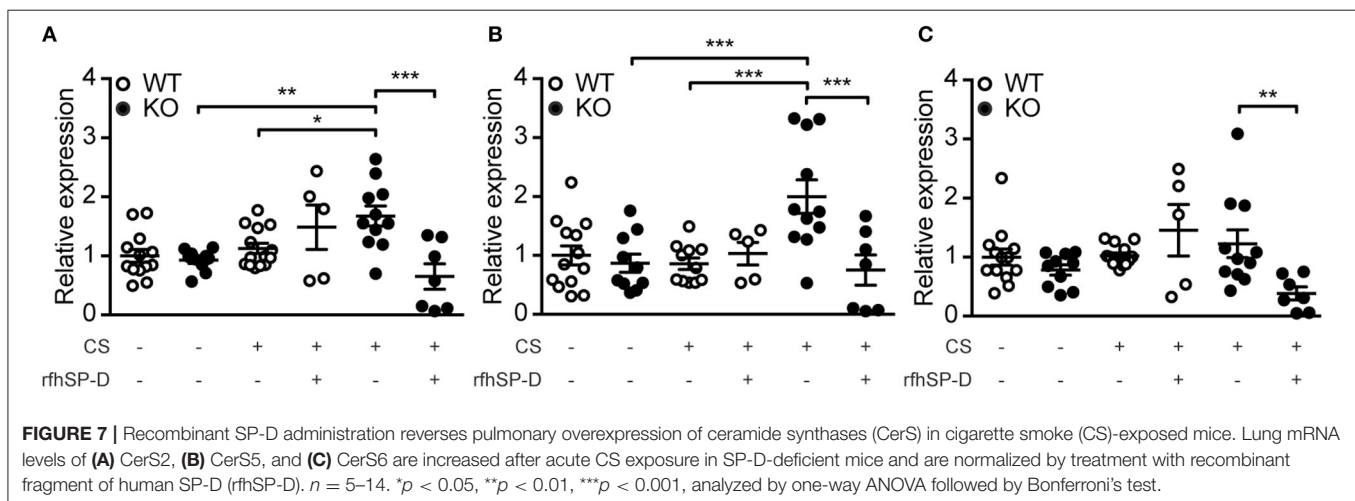 A
B
C
***
**
*
***
***
***
**
4
3
2
1
0
Relative expression
WT
KO
4
3
2
1
0
Relative expression
WT
KO
4
3
2
1
0
Relative expression
WT
KO
CS - - + + + + CS - - + + + + CS - - + + + +
rfhSP-D - - - + - + rfhSP-D - - - + - + rfhSP-D - - - + - +
FIGURE 7 | Recombinant SP-D administration reverses pulmonary overexpression of ceramide synthases (CerS) in cigarette smoke (CS)-exposed mice. Lung mRNA
levels of (A) CerS2, (B) CerS5, and (C) CerS6 are increased after acute CS exposure in SP-D-deficient mice and are normalized by treatment with recombinant
fragment of human SP-D (rfhSP-D). n = 5–14. *p < 0.05, **p < 0.01, ***p < 0.001, analyzed by one-way ANOVA followed by Bonferroni's test.